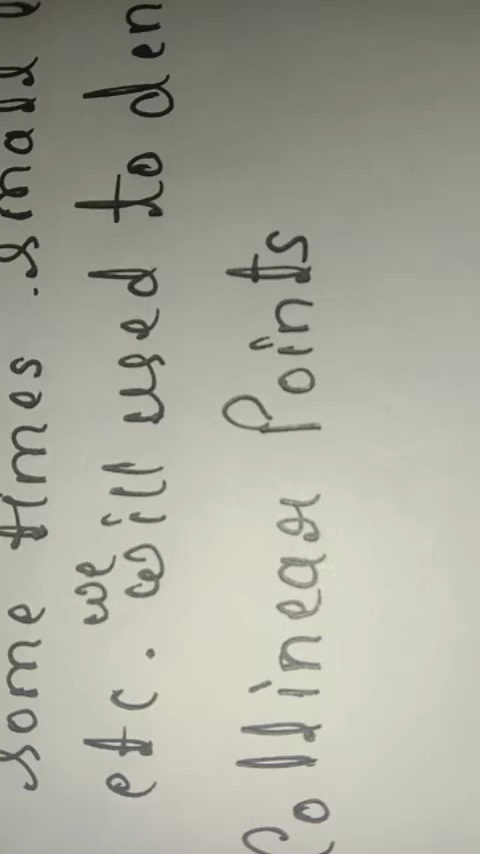 some times small
etc. we will used to den
Collinear Points